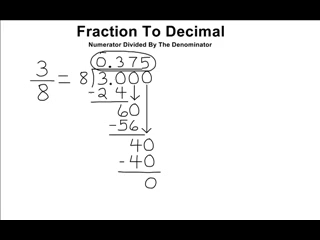 Fraction To Decimal
Numerator Divided By The Denominator
0.375
3/8 = 8)3.000
-24
60
-56
40
-40
0